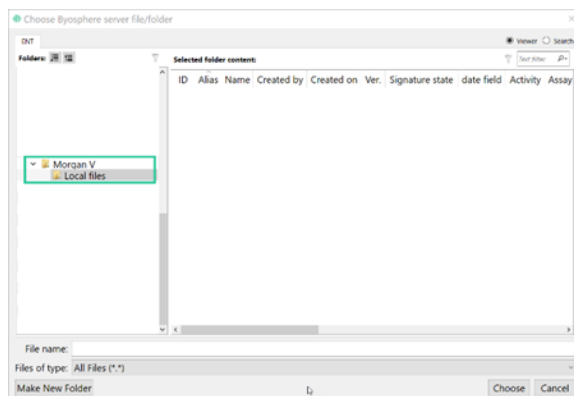 Choose Byosphere server file/folder
DNT
Viewer Search
Folders:
Selected folder content:
Text filter
ID Alias Name Created by Created on Ver. Signature state date field Activity Assay
Morgan V
Local files
File name:
Files of type: All Files (*.*)
Make New Folder Choose Cancel